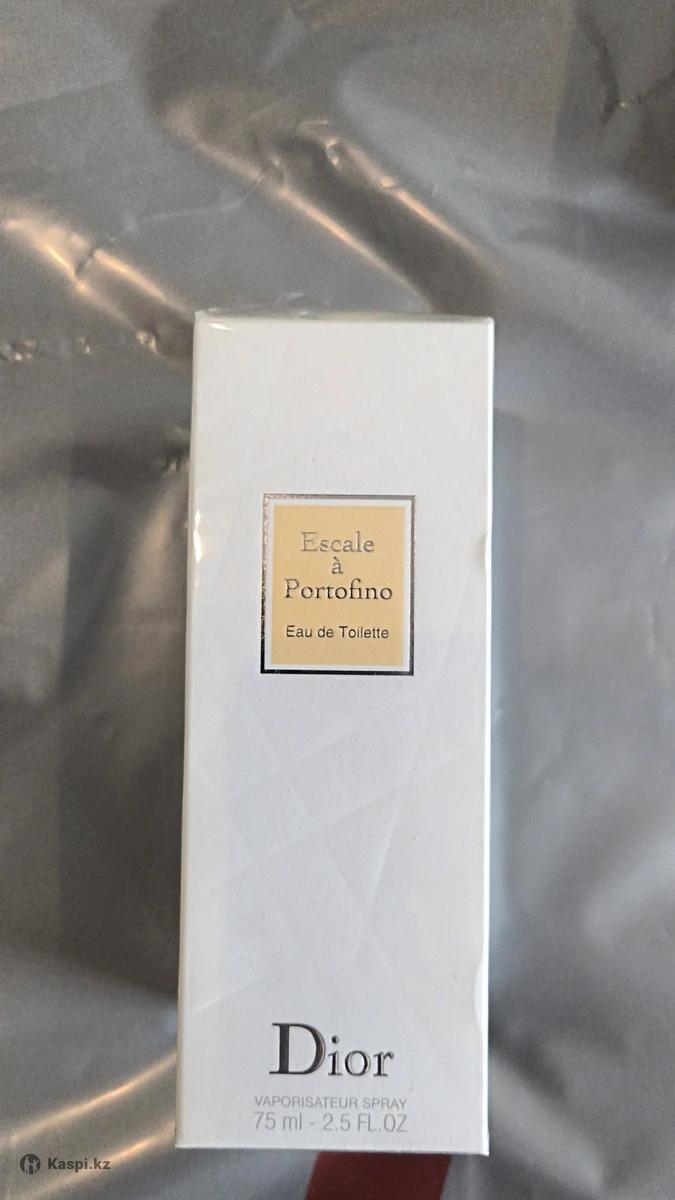 Escale
à
Portofino
Eau de Toilette
Dior
VAPORISATEUR SPRAY
75 ml - 2.5 FL.OZ
Kaspi.kz